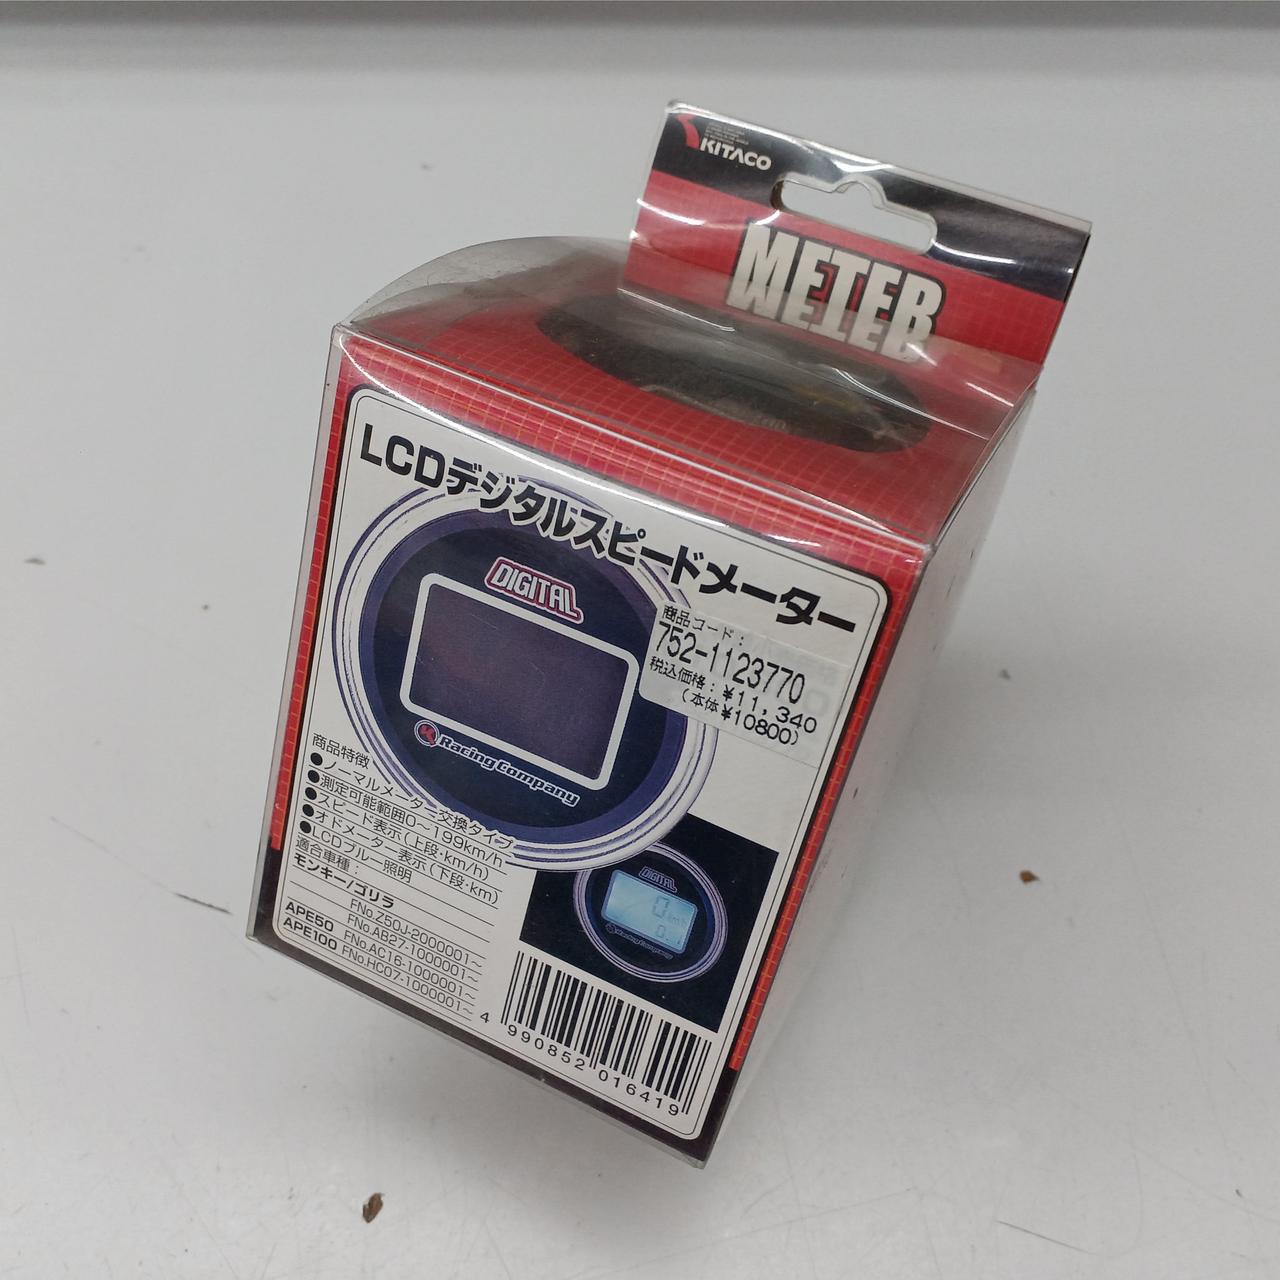 KITACO
METER
LCDデジタルスピードメーター
DIGITAL
商品コード:
752-1123770
税込価格:¥11,340
(本体 ¥10800)
K Racing Company
商品特徴
●ノーマルメーター交換タイプ
●測定可能範囲0～199km/h
●スピード表示(上段・km/h)
●オドメーター表示(下段・km)
●LCDブルー照明
適合車種:
モンキー/ゴリラ
FNo.Z50J-2000001～
FNo.AB27-1000001～
APE50 FNo.AC16-1000001～
APE100 FNo.HC07-1000001～
DIGITAL
0 km/h
0.1
Racing Company
4 990852 016419